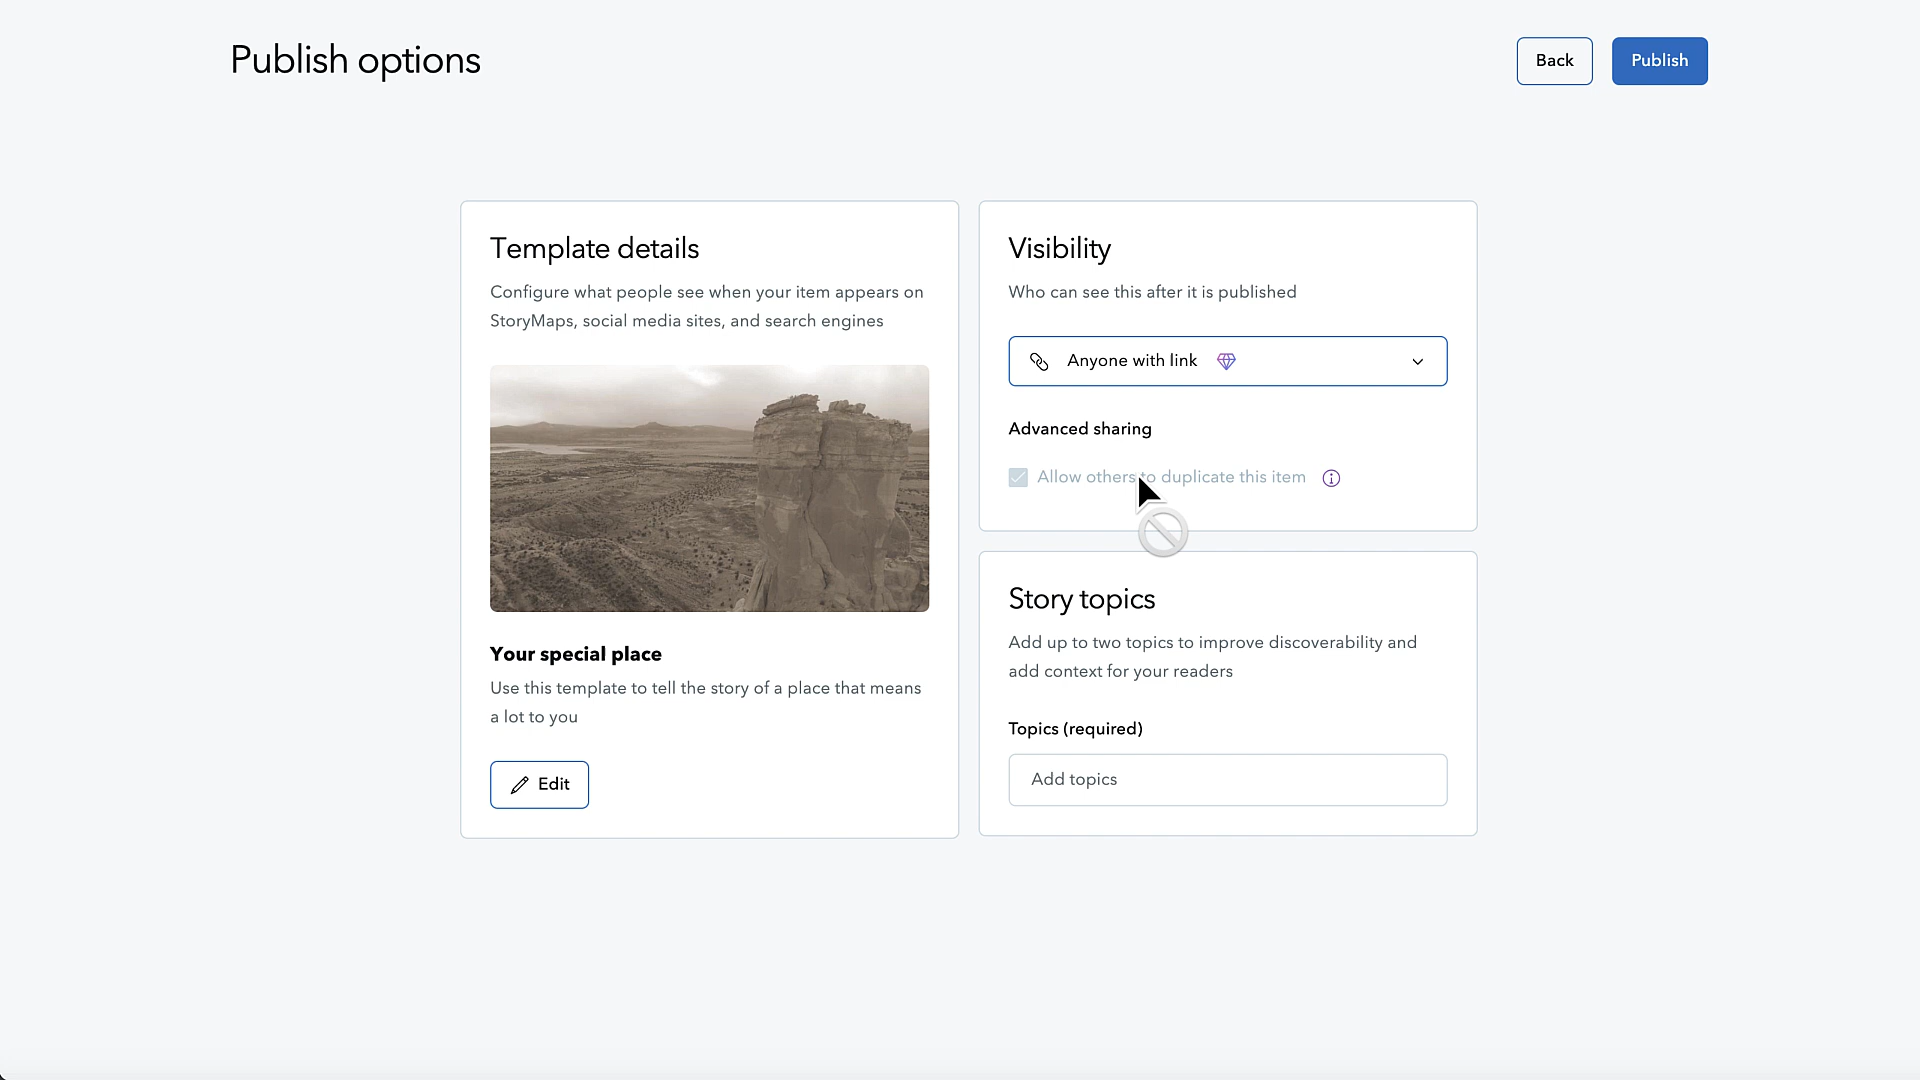 Publish options
Back
Publish
Template details
Configure what people see when your item appears on
StoryMaps, social media sites, and search engines
Your special place
Use this template to tell the story of a place that means
a lot to you
Edit
Visibility
Who can see this after it is published
Anyone with link
Advanced sharing
Allow others to duplicate this item
Story topics
Add up to two topics to improve discoverability and
add context for your readers
Topics (required)
Add topics